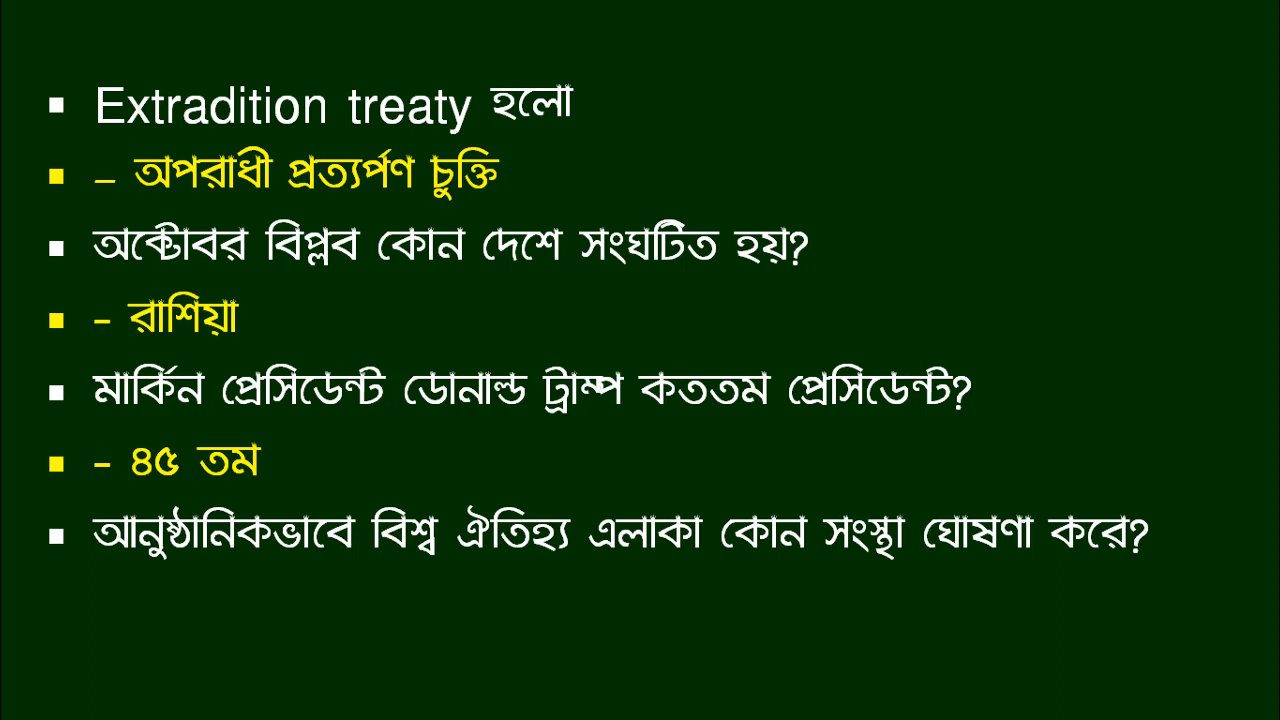 ▪ Extradition treaty হলো
▪ – অপরাধী প্রত্যর্পণ চুক্তি
▪ অক্টোবর বিপ্লব কোন দেশে সংঘটিত হয়?
▪ - রাশিয়া
▪ মার্কিন প্রেসিডেন্ট ডোনাল্ড ট্রাম্প কততম প্রেসিডেন্ট?
▪ - ৪৫ তম
▪ আনুষ্ঠানিকভাবে বিশ্ব ঐতিহ্য এলাকা কোন সংস্থা ঘোষণা করে?